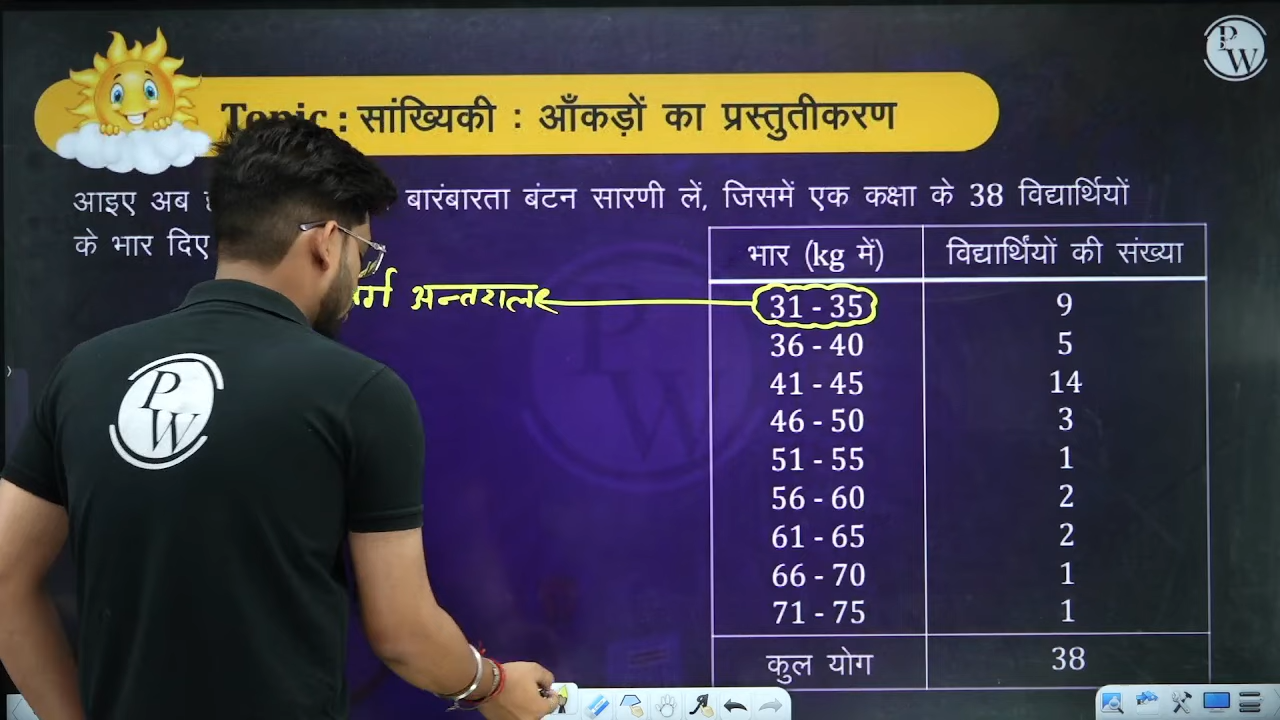 Topic : सांख्यिकी : आँकड़ों का प्रस्तुतीकरण
आइए अब बारंबारता बंटन सारणी लें, जिसमें एक कक्षा के 38 विद्यार्थियों
के भार दिए
भार (kg में) विद्यार्थियों की संख्या
अन्तराल 31 - 35 9
36 - 40 5
41 - 45 14
46 - 50 3
51 - 55 1
56 - 60 2
61 - 65 2
66 - 70 1
71 - 75 1
कुल योग 38
PW
PW